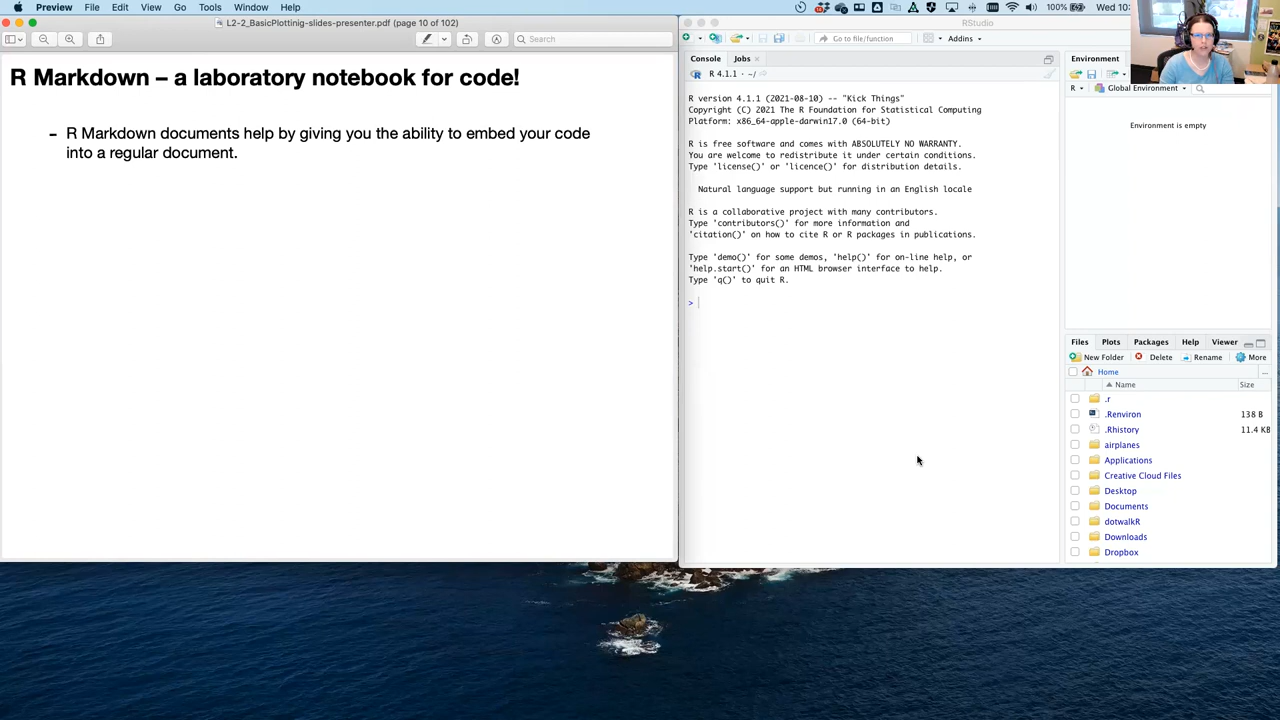 Preview File Edit View Go Tools Window Help
100% Wed 10:
L2-2_BasicPlottinig-slides-presenter.pdf (page 10 of 102)
Search
R Markdown – a laboratory notebook for code!
– R Markdown documents help by giving you the ability to embed your code
into a regular document.
RStudio
Go to file/function
Addins
Console Jobs
R 4.1.1 · ~/
R version 4.1.1 (2021-08-10) -- "Kick Things"
Copyright (C) 2021 The R Foundation for Statistical Computing
Platform: x86_64-apple-darwin17.0 (64-bit)
R is free software and comes with ABSOLUTELY NO WARRANTY.
You are welcome to redistribute it under certain conditions.
Type 'license()' or 'licence()' for distribution details.
Natural language support but running in an English locale
R is a collaborative project with many contributors.
Type 'contributors()' for more information and
'citation()' on how to cite R or R packages in publications.
Type 'demo()' for some demos, 'help()' for on-line help, or
'help.start()' for an HTML browser interface to help.
Type 'q()' to quit R.
>
Environment
R Global Environment
Environment is empty
Files Plots Packages Help Viewer
New Folder Delete Rename More
Home ...
Name Size
.r
.Renviron 138 B
.Rhistory 11.4 KB
airplanes
Applications
Creative Cloud Files
Desktop
Documents
dotwalkR
Downloads
Dropbox